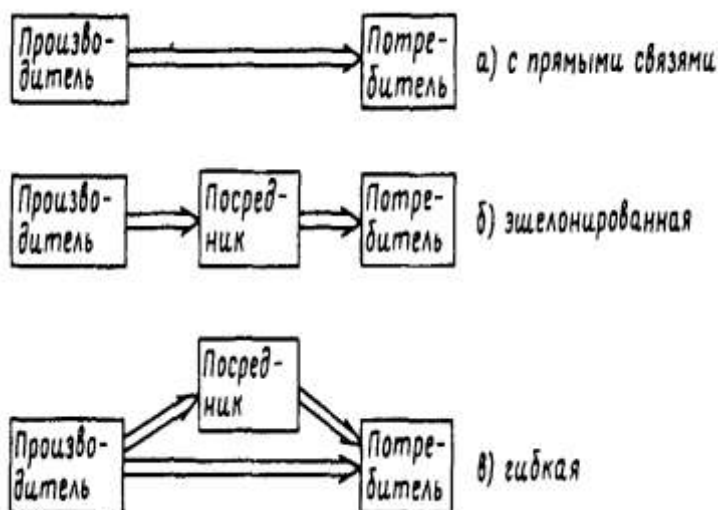 Произво-
дитель
Потре-
битель
а) с прямыми связями
Произво-
дитель
Посред-
ник
Потре-
битель
б) эшелонированная
Посред-
ник
Произво-
дитель
Потре-
битель
в) гибкая